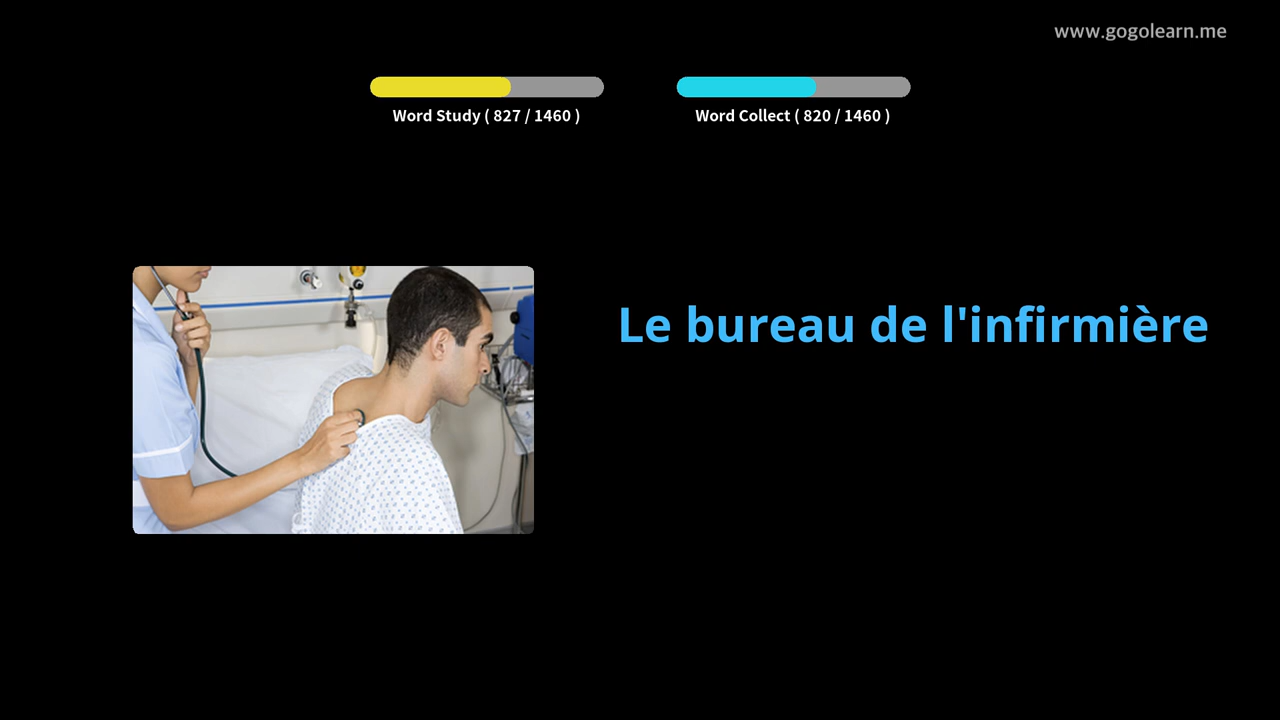 www.gogolearn.me
Word Study ( 827 / 1460 )
Word Collect ( 820 / 1460 )
Le bureau de l'infirmière